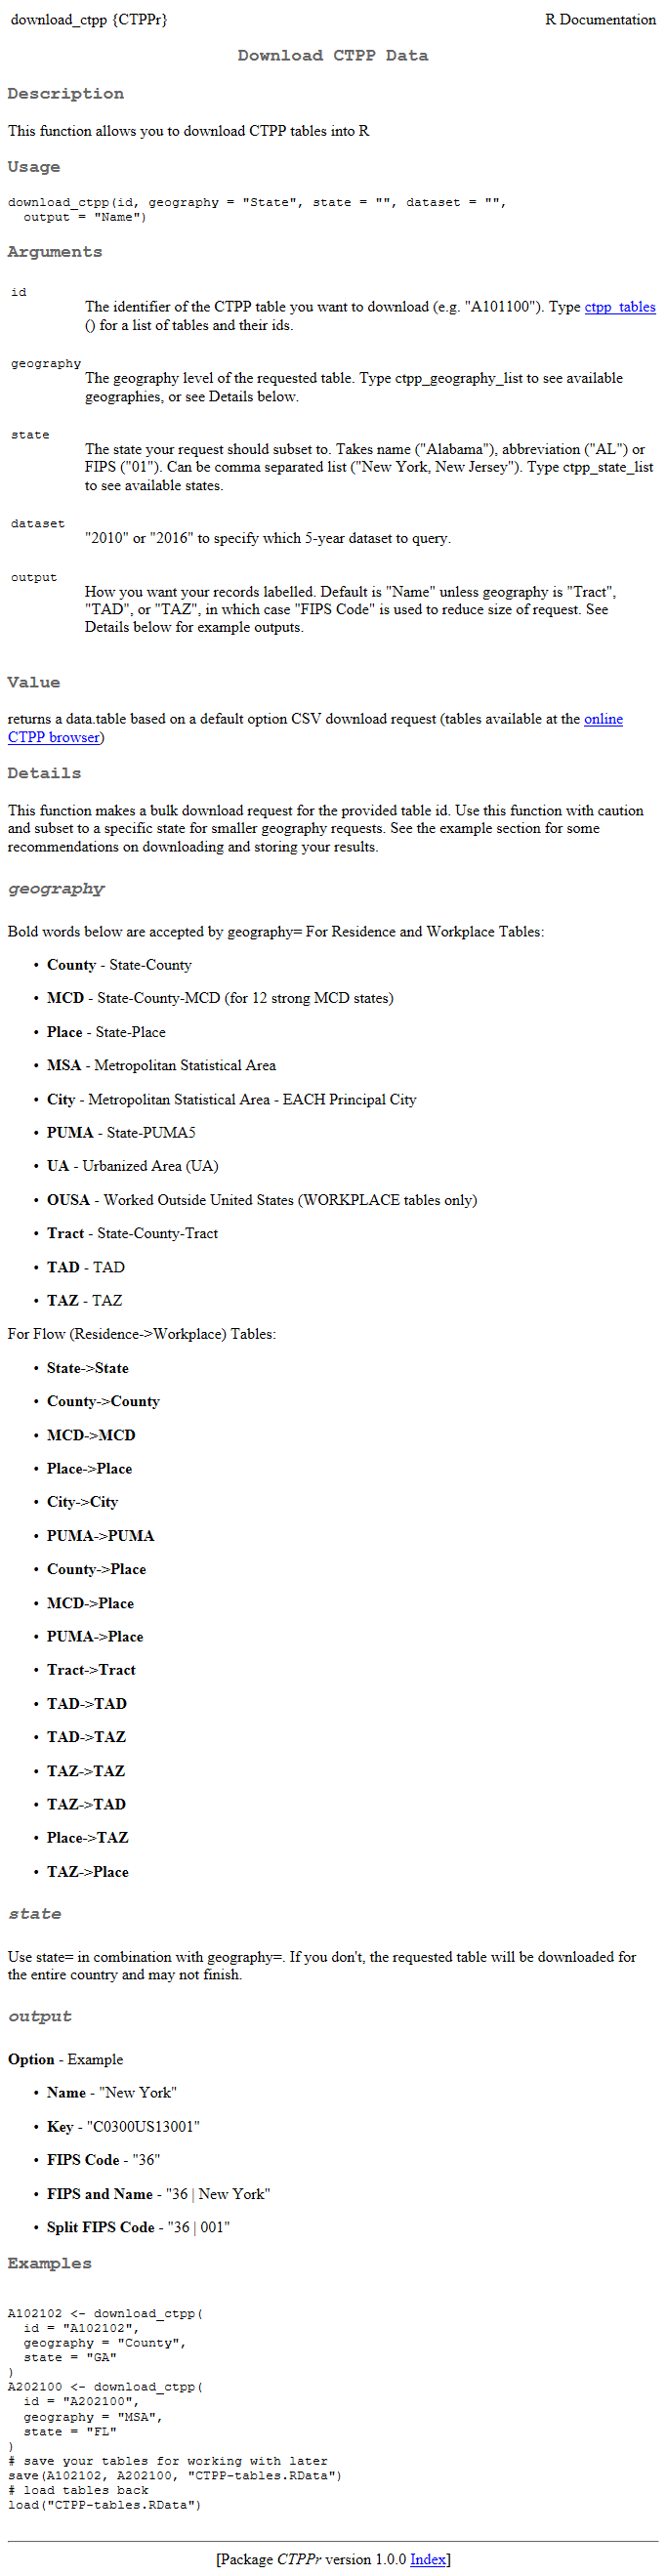 download_ctpp {CTPPr} R Documentation
Download CTPP Data
Description
This function allows you to download CTPP tables into R
Usage
download_ctpp(id, geography = "State", state = "", dataset = "",
  output = "Name")
Arguments
id
The identifier of the CTPP table you want to download (e.g. "A101100"). Type ctpp_tables
() for a list of tables and their ids.
geography
The geography level of the requested table. Type ctpp_geography_list to see available
geographies, or see Details below.
state
The state your request should subset to. Takes name ("Alabama"), abbreviation ("AL") or
FIPS ("01"). Can be comma separated list ("New York, New Jersey"). Type ctpp_state_list
to see available states.
dataset
"2010" or "2016" to specify which 5-year dataset to query.
output
How you want your records labelled. Default is "Name" unless geography is "Tract",
"TAD", or "TAZ", in which case "FIPS Code" is used to reduce size of request. See
Details below for example outputs.
Value
returns a data.table based on a default option CSV download request (tables available at the online
CTPP browser)
Details
This function makes a bulk download request for the provided table id. Use this function with caution
and subset to a specific state for smaller geography requests. See the example section for some
recommendations on downloading and storing your results.
geography
Bold words below are accepted by geography= For Residence and Workplace Tables:
• County - State-County
• MCD - State-County-MCD (for 12 strong MCD states)
• Place - State-Place
• MSA - Metropolitan Statistical Area
• City - Metropolitan Statistical Area - EACH Principal City
• PUMA - State-PUMA5
• UA - Urbanized Area (UA)
• OUSA - Worked Outside United States (WORKPLACE tables only)
• Tract - State-County-Tract
• TAD - TAD
• TAZ - TAZ
For Flow (Residence->Workplace) Tables:
• State->State
• County->County
• MCD->MCD
• Place->Place
• City->City
• PUMA->PUMA
• County->Place
• MCD->Place
• PUMA->Place
• Tract->Tract
• TAD->TAD
• TAD->TAZ
• TAZ->TAZ
• TAZ->TAD
• Place->TAZ
• TAZ->Place
state
Use state= in combination with geography=. If you don't, the requested table will be downloaded for
the entire country and may not finish.
output
Option - Example
• Name - "New York"
• Key - "C0300US13001"
• FIPS Code - "36"
• FIPS and Name - "36 | New York"
• Split FIPS Code - "36 | 001"
Examples
A102102 <- download_ctpp(
  id = "A102102",
  geography = "County",
  state = "GA"
)
A202100 <- download_ctpp(
  id = "A202100",
  geography = "MSA",
  state = "FL"
)
# save your tables for working with later
save(A102102, A202100, "CTPP-tables.RData")
# load tables back
load("CTPP-tables.RData")
[Package CTPPr version 1.0.0 Index]